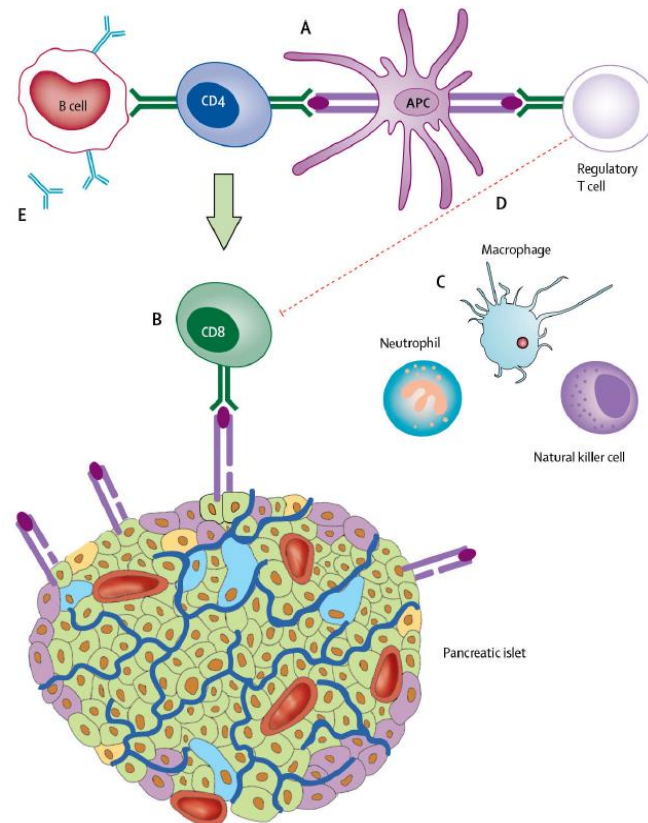 A
B cell
CD4
APC
Regulatory
T cell
E
D
Macrophage
C
B
CD8
Neutrophil
Natural killer cell
Pancreatic islet